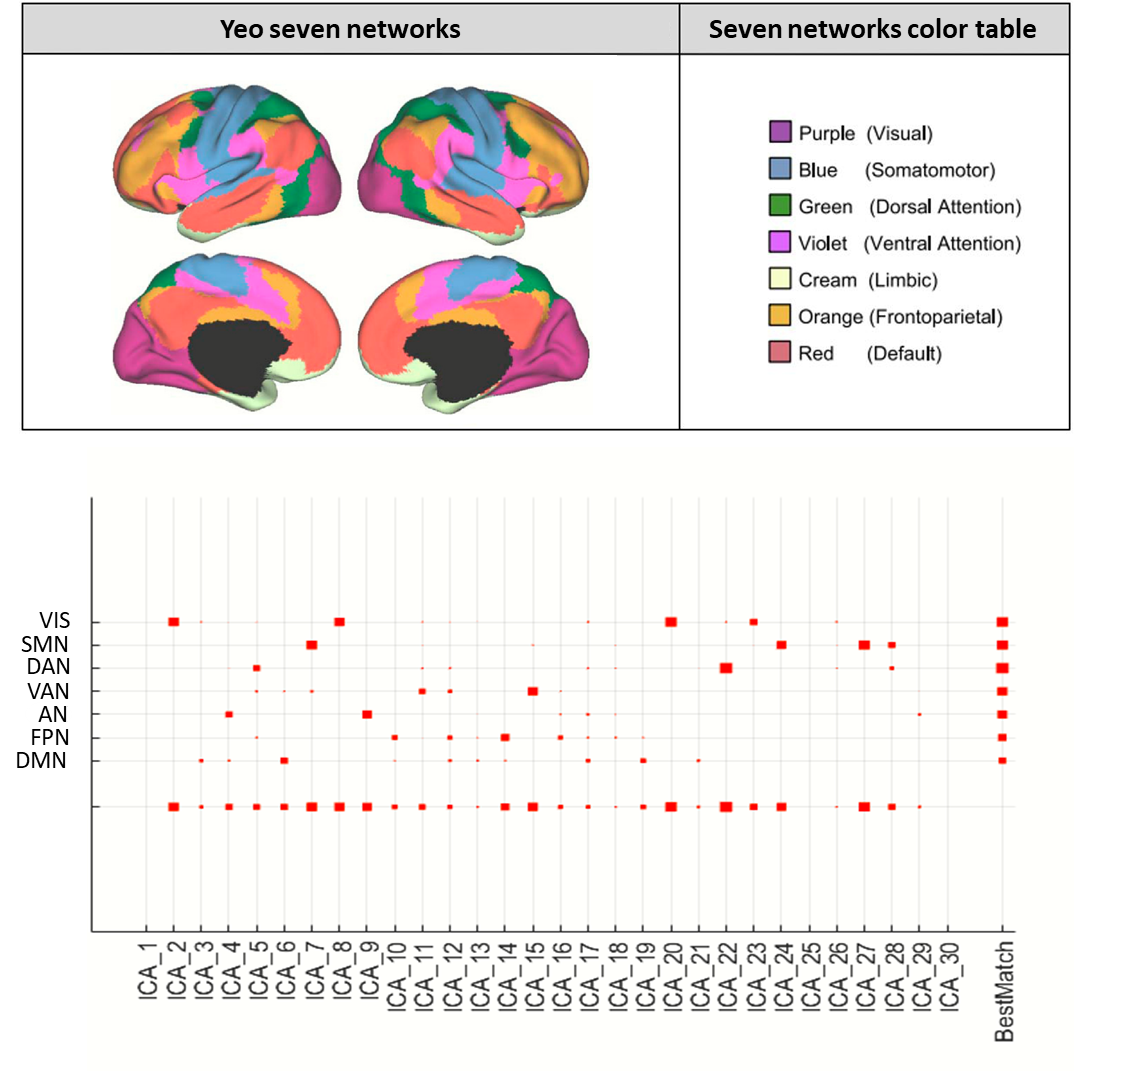 Yeo seven networks
Seven networks color table
Purple (Visual)
Blue (Somatomotor)
Green (Dorsal Attention)
Violet (Ventral Attention)
Cream (Limbic)
Orange (Frontoparietal)
Red (Default)
VIS
SMN
DAN
VAN
AN
FPN
DMN
ICA_1
ICA_2
ICA_3
ICA_4
ICA_5
ICA_6
ICA_7
ICA_8
ICA_9
ICA_10
ICA_11
ICA_12
ICA_13
ICA_14
ICA_15
ICA_16
ICA_17
ICA_18
ICA_19
ICA_20
ICA_21
ICA_22
ICA_23
ICA_24
ICA_25
ICA_26
ICA_27
ICA_28
ICA_29
ICA_30
BestMatch